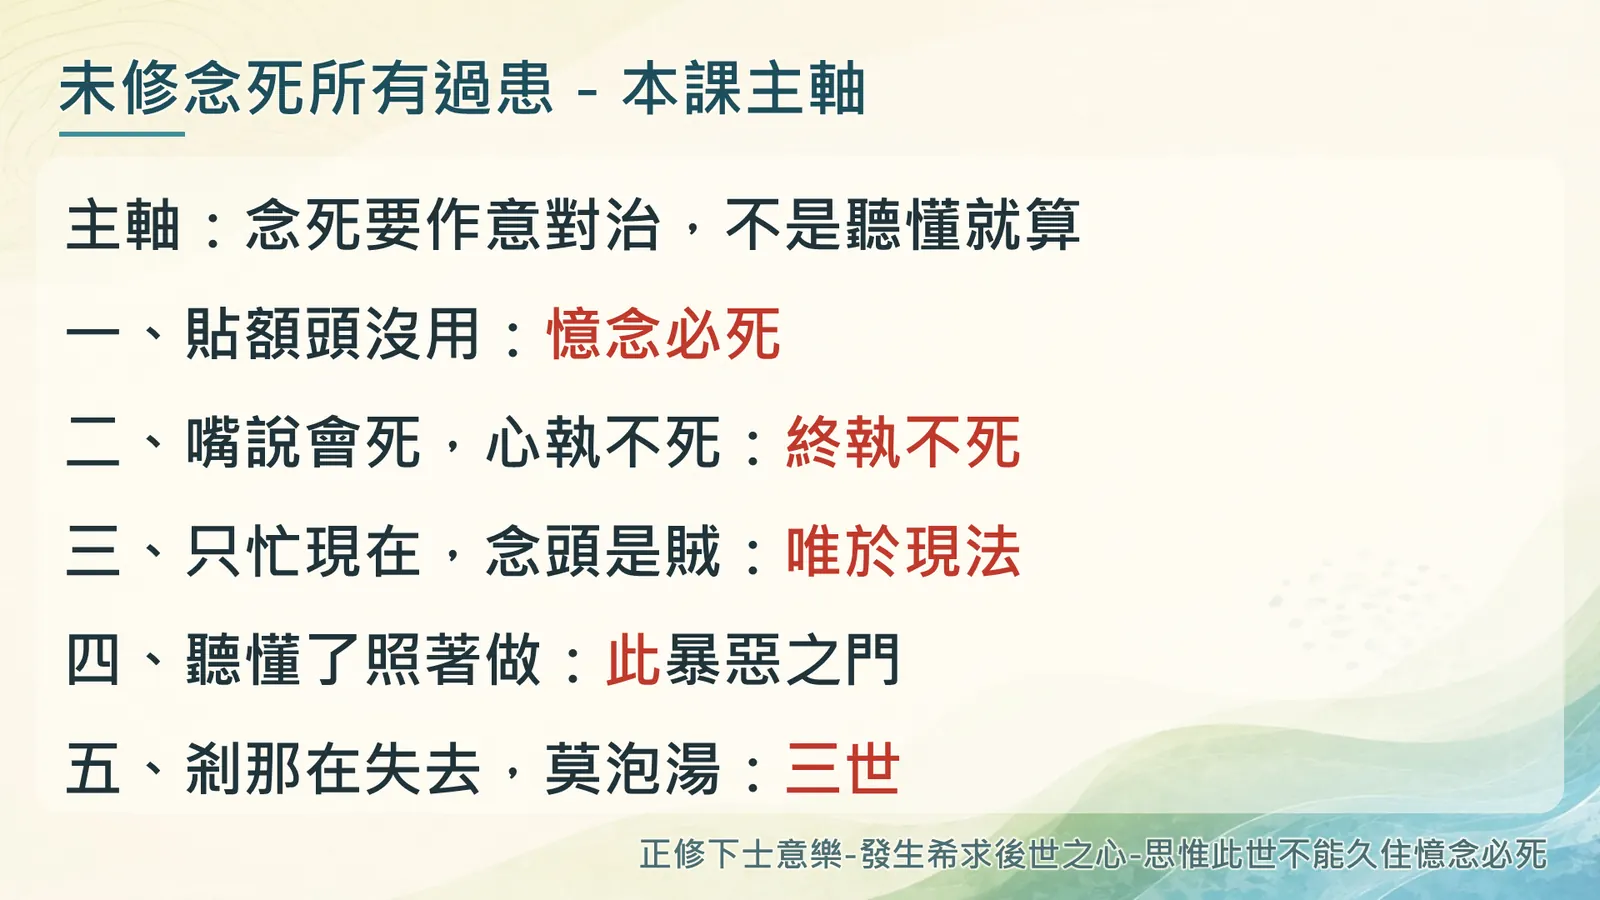 未修念死所有過患 - 本課主軸
主軸：念死要作意對治，不是聽懂就算
一、貼額頭沒用：憶念必死
二、嘴說會死，心執不死：終執不死
三、只忙現在，念頭是賊：唯於現法
四、聽懂了照著做：此暴惡之門
五、剎那在失去，莫泡湯：三世
正修下士意樂-發生希求後世之心-思惟此世不能久住憶念必死